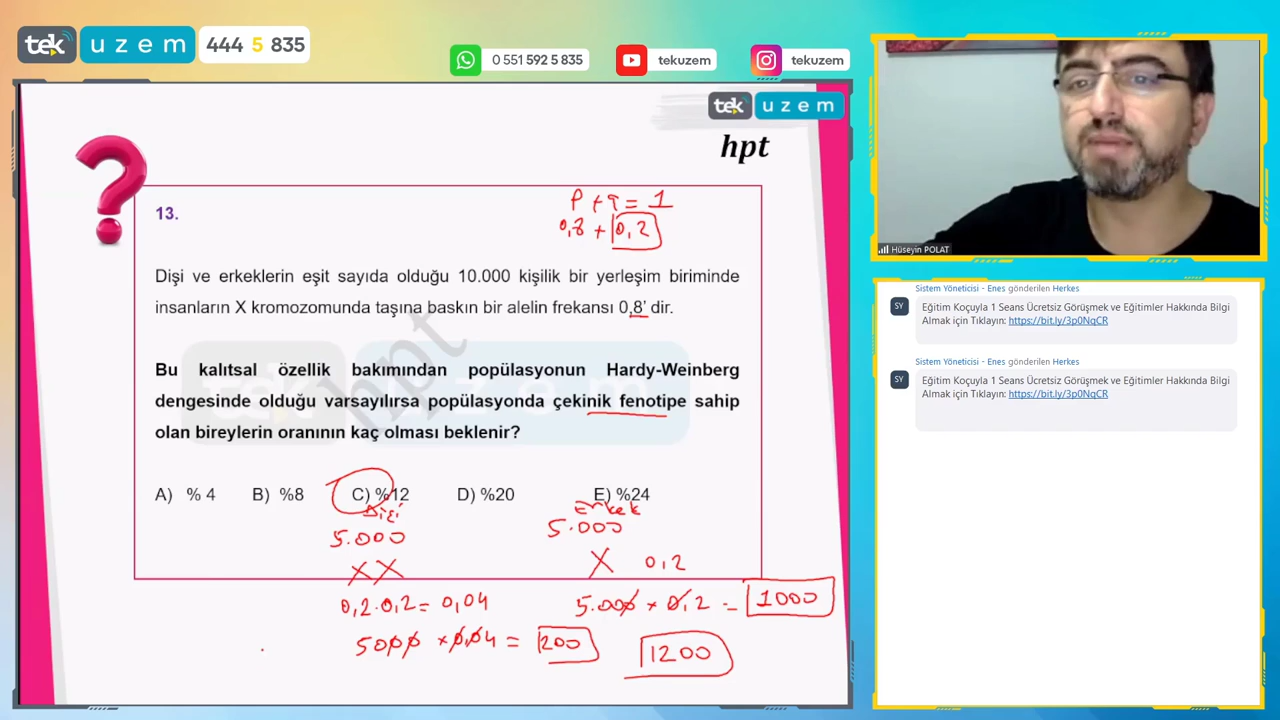 tek uzem 444 5 835
0 551 592 5 835
tekuzem
tekuzem
tek uzem
hpt
p + q = 1
0,8 + 0,2
13.
Dişi ve erkeklerin eşit sayıda olduğu 10.000 kişilik bir yerleşim biriminde
insanların X kromozomunda taşına baskın bir alelin frekansı 0,8’ dir.
Bu kalıtsal özellik bakımından popülasyonun Hardy-Weinberg
dengesinde olduğu varsayılırsa popülasyonda çekinik fenotipe sahip
olan bireylerin oranının kaç olması beklenir?
A) % 4 B) %8 C) %12 D) %20 E) %24
Dişi Erkek
5.000 5.000
XX X 0,2
0,2.0,2 = 0,04 5.000 x 0,2 = 1000
5000 x 0,04 = 200 1200
hpt
tek uzem
Hüseyin POLAT
Sistem Yöneticisi - Enes gönderilen Herkes
SY
Eğitim Koçuyla 1 Seans Ücretsiz Görüşmek ve Eğitimler Hakkında Bilgi
Almak için Tıklayın: https://bit.ly/3p0NqCR
Sistem Yöneticisi - Enes gönderilen Herkes
SY
Eğitim Koçuyla 1 Seans Ücretsiz Görüşmek ve Eğitimler Hakkında Bilgi
Almak için Tıklayın: https://bit.ly/3p0NqCR